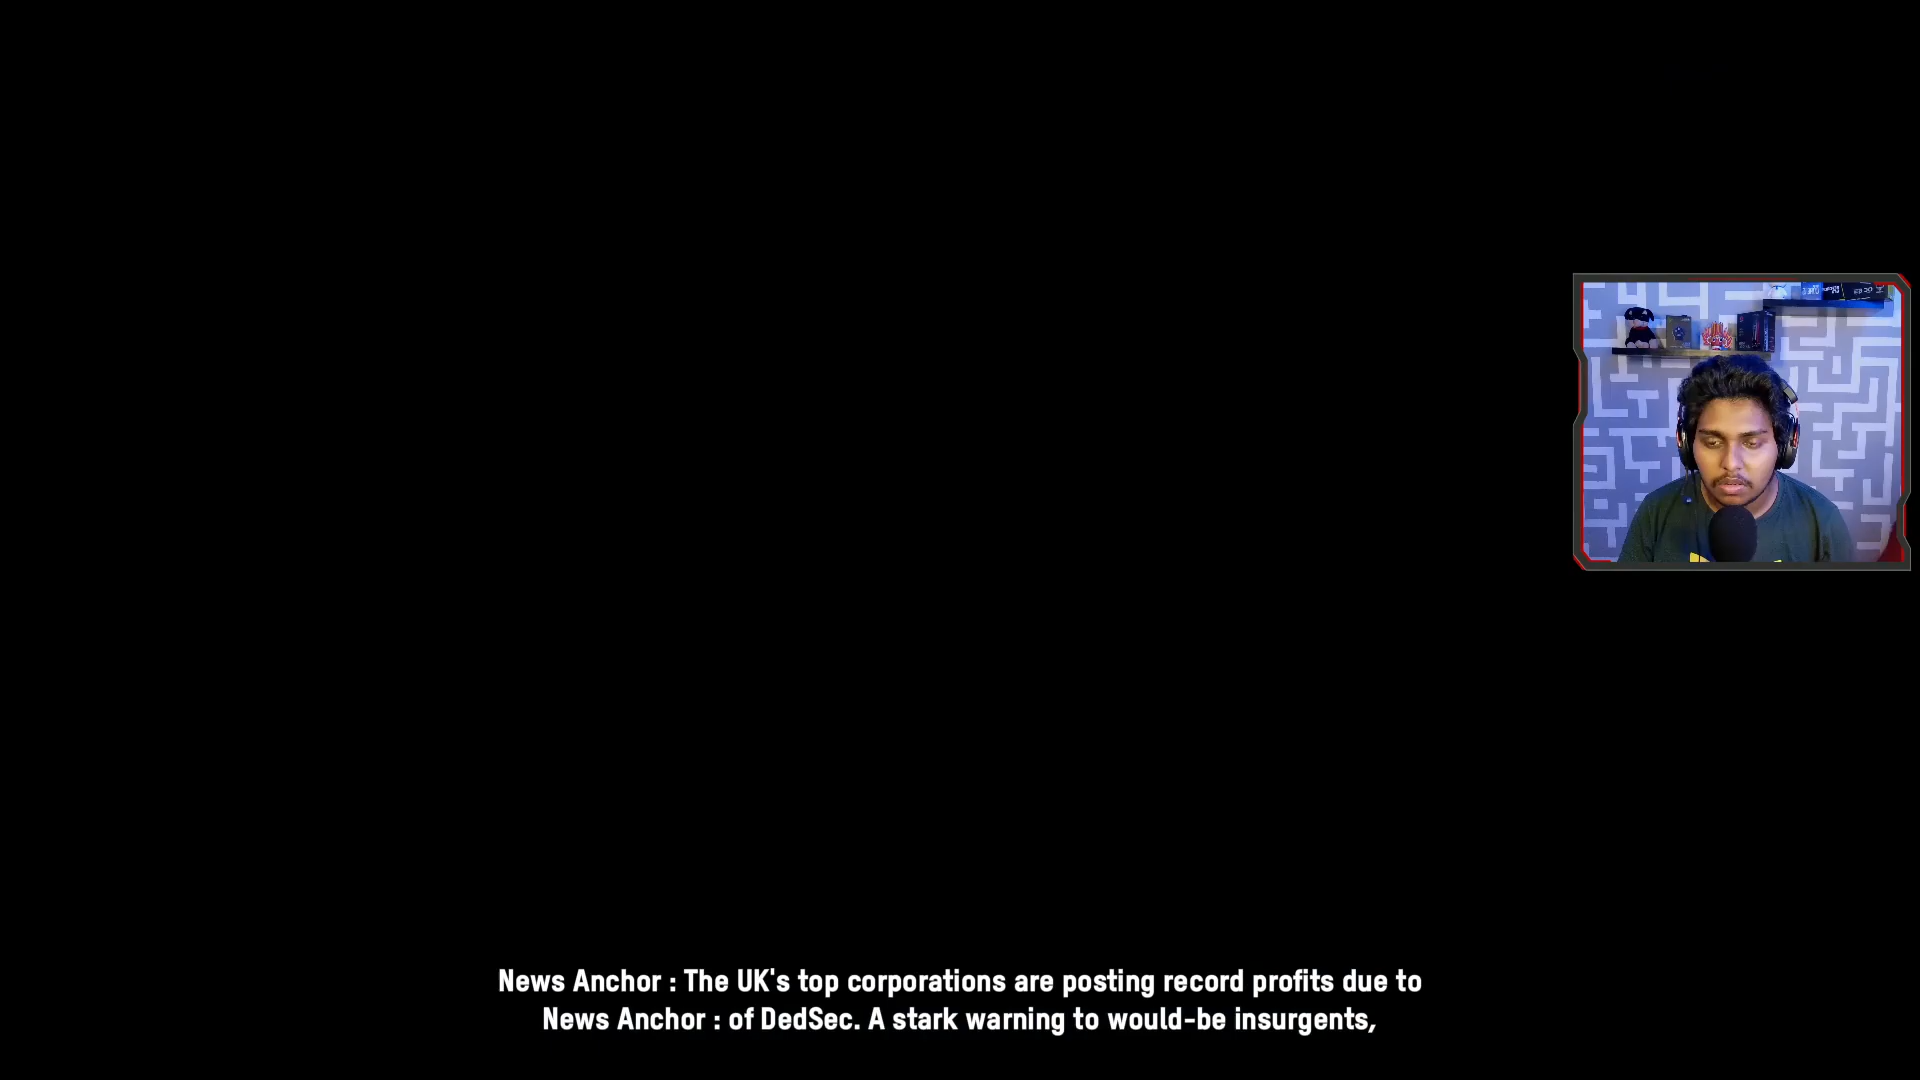 News Anchor : The UK's top corporations are posting record profits due to
News Anchor : of DedSec. A stark warning to would-be insurgents,